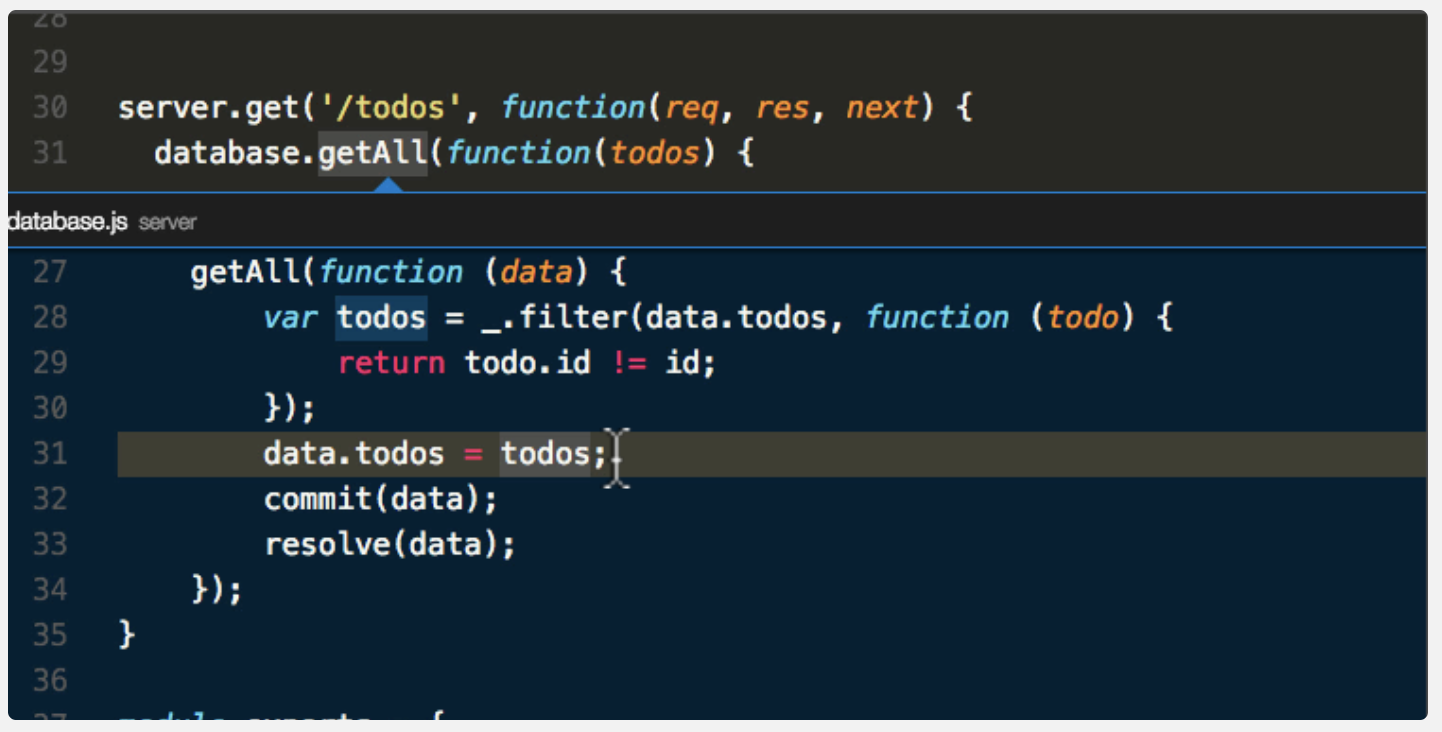 28
29
30 server.get('/todos', function(req, res, next) {
31 database.getAll(function(todos) {
database.js server
27 getAll(function (data) {
28 var todos = _.filter(data.todos, function (todo) {
29 return todo.id != id;
30 });
31 data.todos = todos;
32 commit(data);
33 resolve(data);
34 });
35 }
36
37 module.exports = {